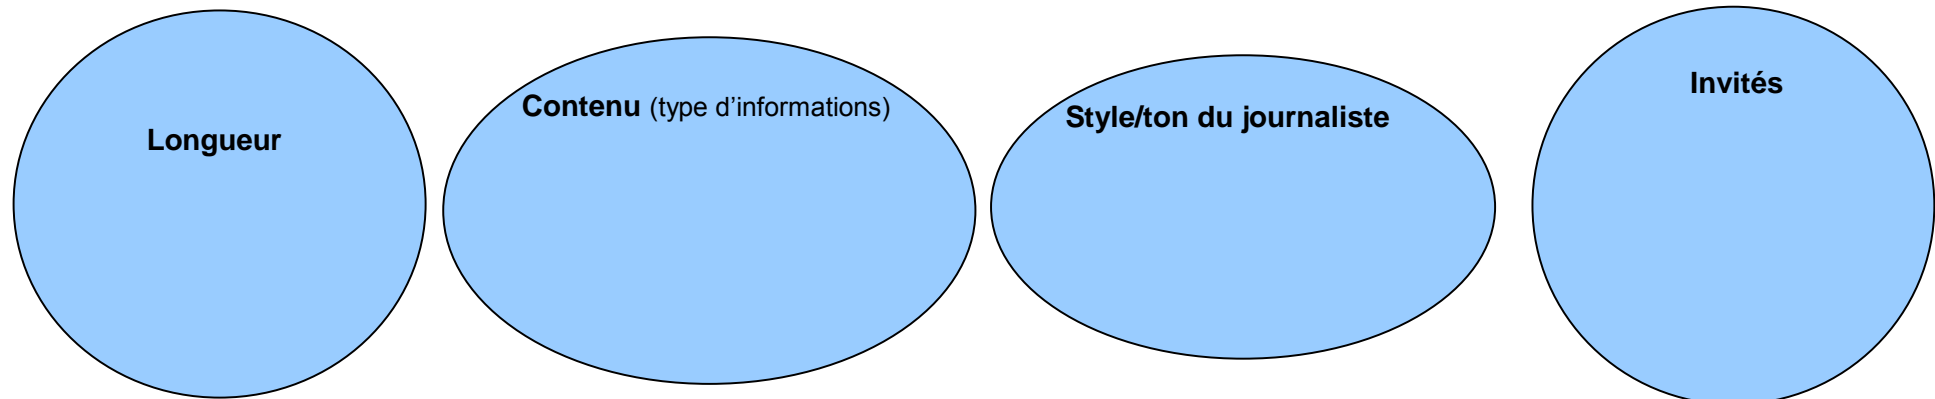 Longueur
Contenu (type d’informations)
Style/ton du journaliste
Invités